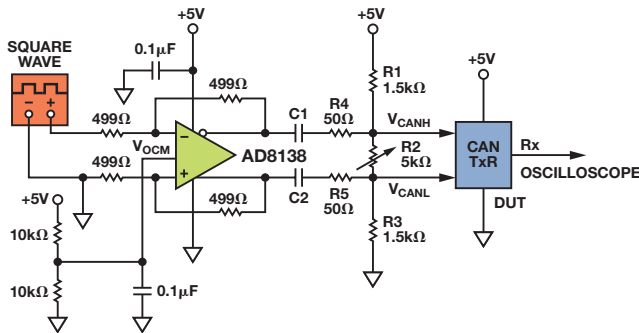 +5V
SQUARE
WAVE
0.1µF
+5V
+5V
− +
499Ω
499Ω
C1
R4
50Ω
R1
1.5kΩ
VCANH
VOCM
−
+
AD8138
R2
5kΩ
CAN
TxR
Rx
OSCILLOSCOPE
499Ω
499Ω
C2
R5
50Ω
VCANL
DUT
+5V
10kΩ
10kΩ
0.1µF
R3
1.5kΩ